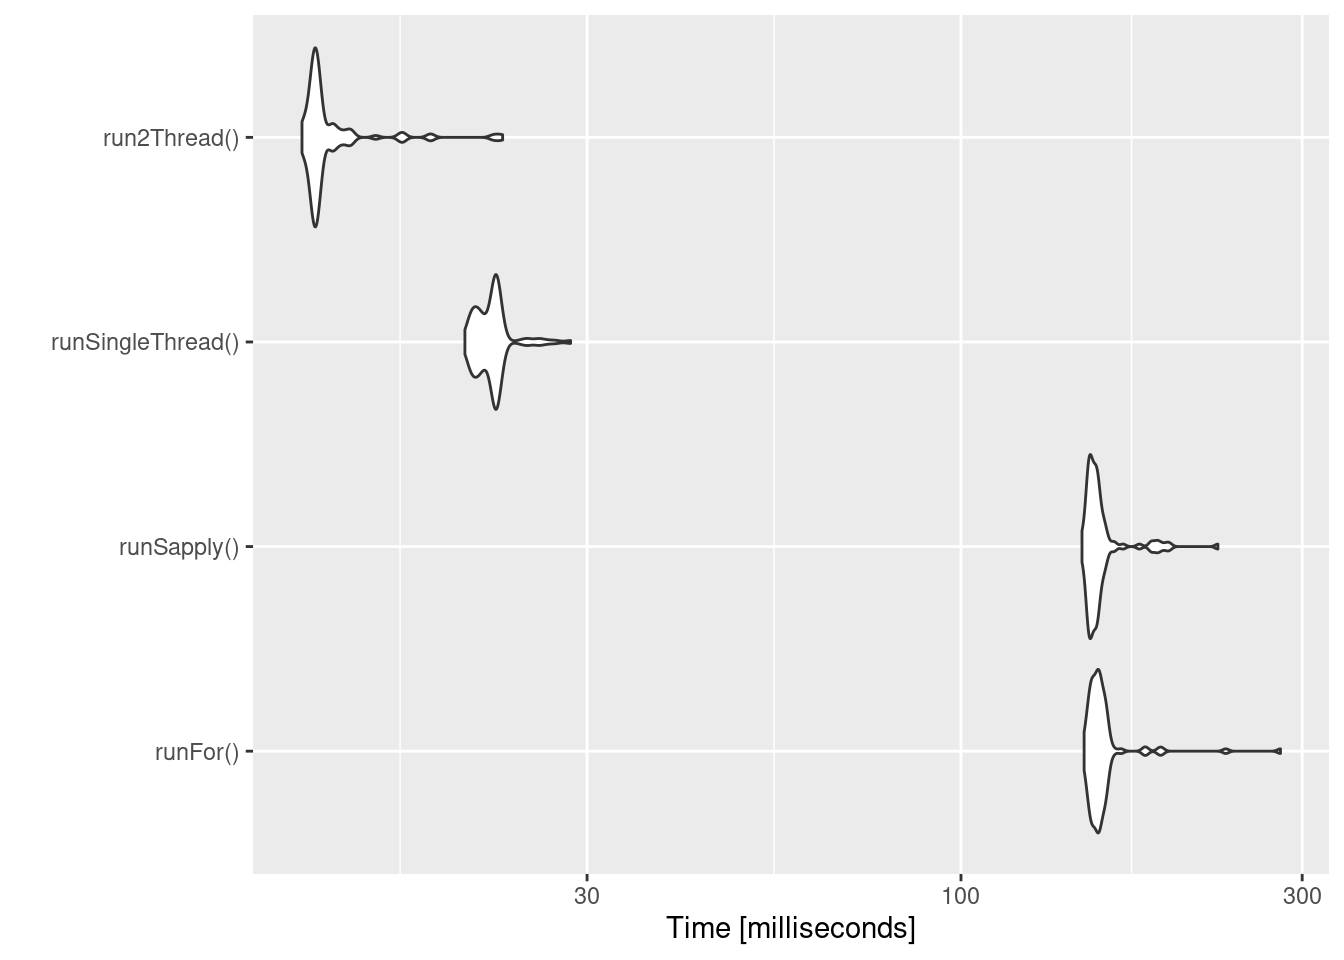 run2Thread()
runSingleThread()
runSapply()
runFor()
30 100 300
Time [milliseconds]